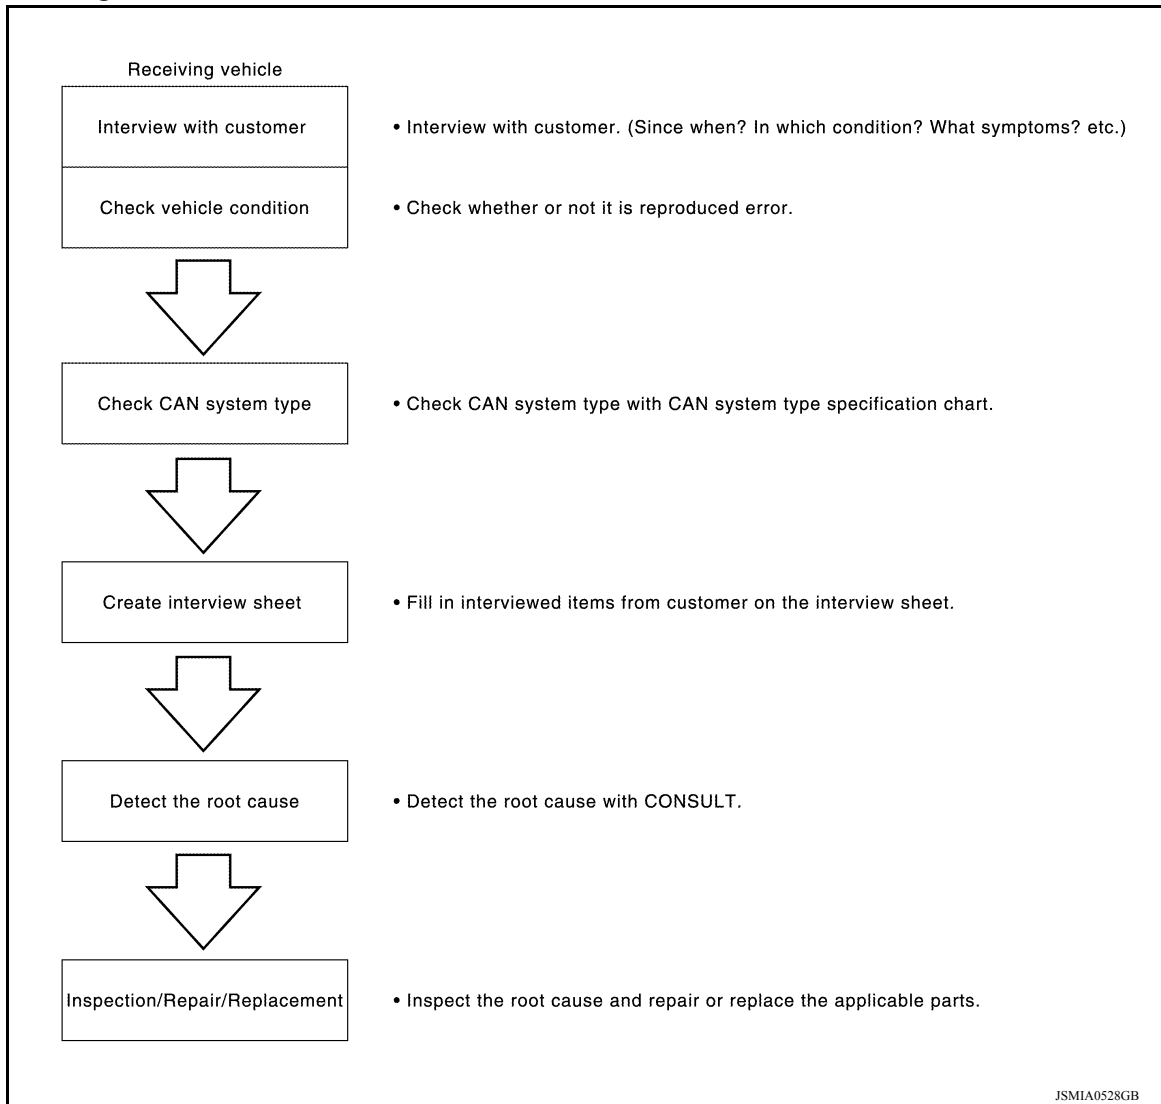 Receiving vehicle
Interview with customer
• Interview with customer. (Since when? In which condition? What symptoms? etc.)
Check vehicle condition
• Check whether or not it is reproduced error.
Check CAN system type
• Check CAN system type with CAN system type specification chart.
Create interview sheet
• Fill in interviewed items from customer on the interview sheet.
Detect the root cause
• Detect the root cause with CONSULT.
Inspection/Repair/Replacement
• Inspect the root cause and repair or replace the applicable parts.
JSMIA0528GB